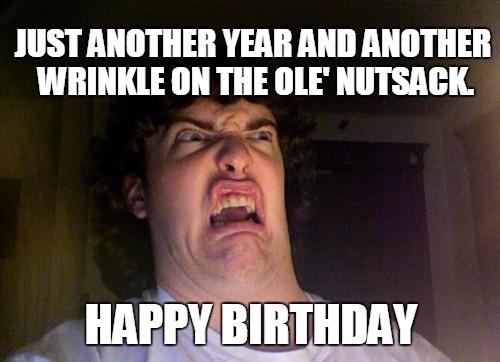 JUST ANOTHER YEAR AND ANOTHER
WRINKLE ON THE OLE' NUTSACK.
HAPPY BIRTHDAY